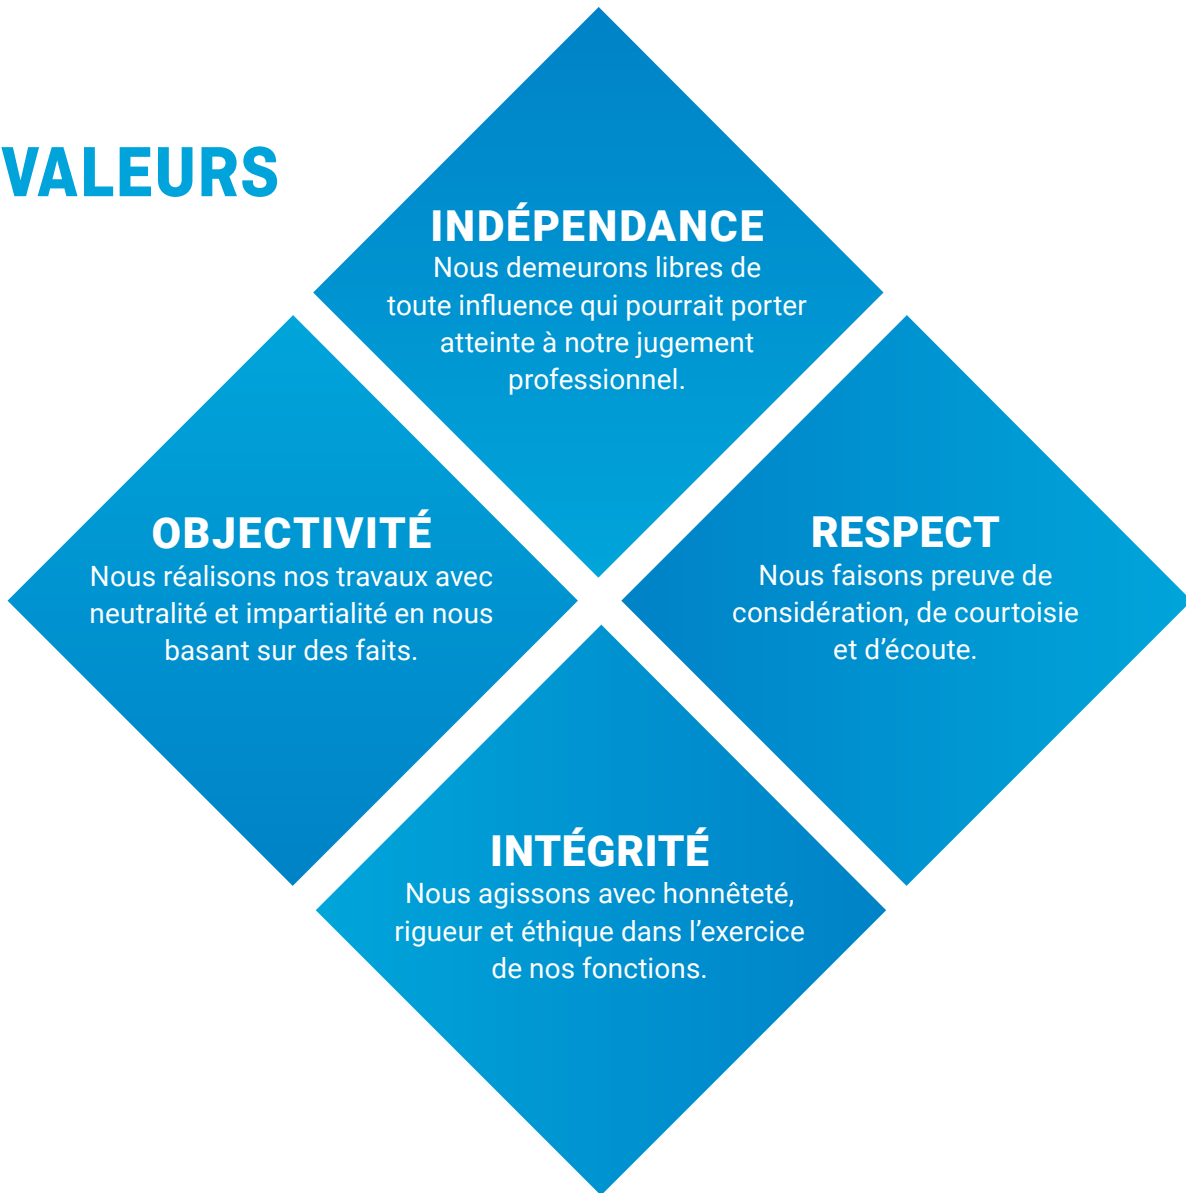 VALEURS
INDÉPENDANCE
Nous demeurons libres de
toute influence qui pourrait porter
atteinte à notre jugement
professionnel.
OBJECTIVITÉ
Nous réalisons nos travaux avec
neutralité et impartialité en nous
basant sur des faits.
RESPECT
Nous faisons preuve de
considération, de courtoisie
et d’écoute.
INTÉGRITÉ
Nous agissons avec honnêteté,
rigueur et éthique dans l’exercice
de nos fonctions.